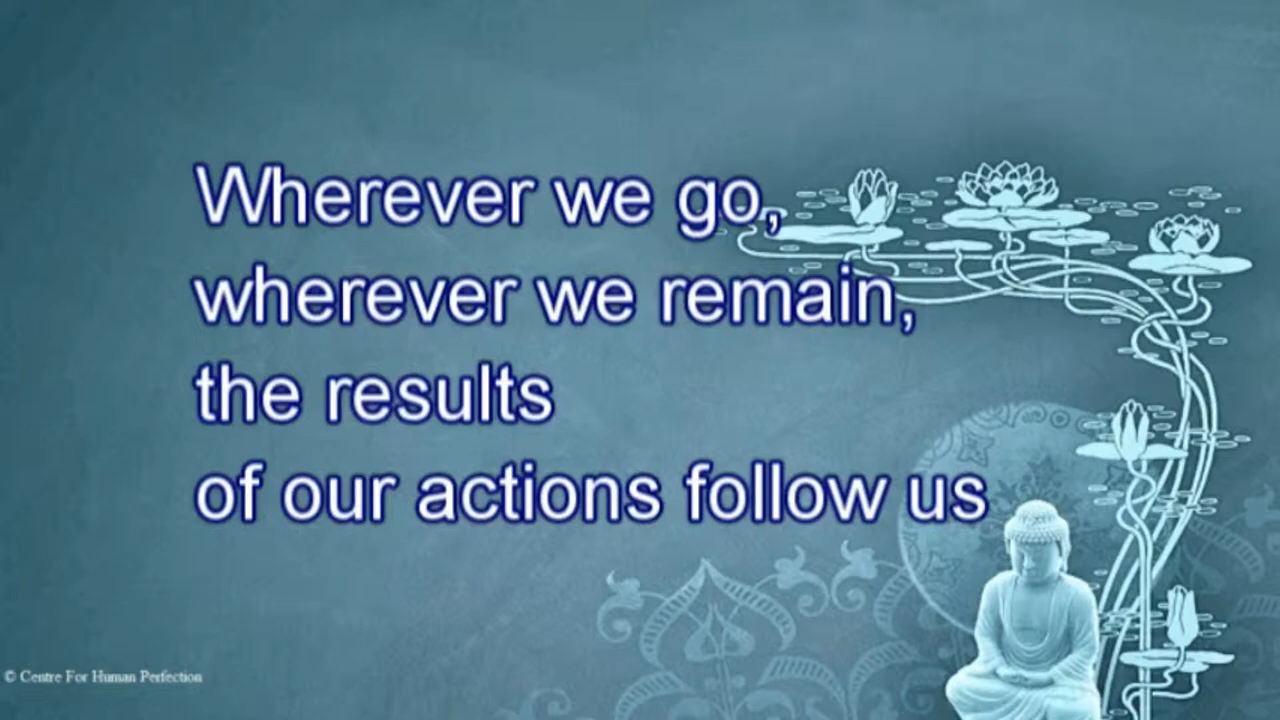 Wherever we go,
wherever we remain,
the results
of our actions follow us
© Centre For Human Perfection